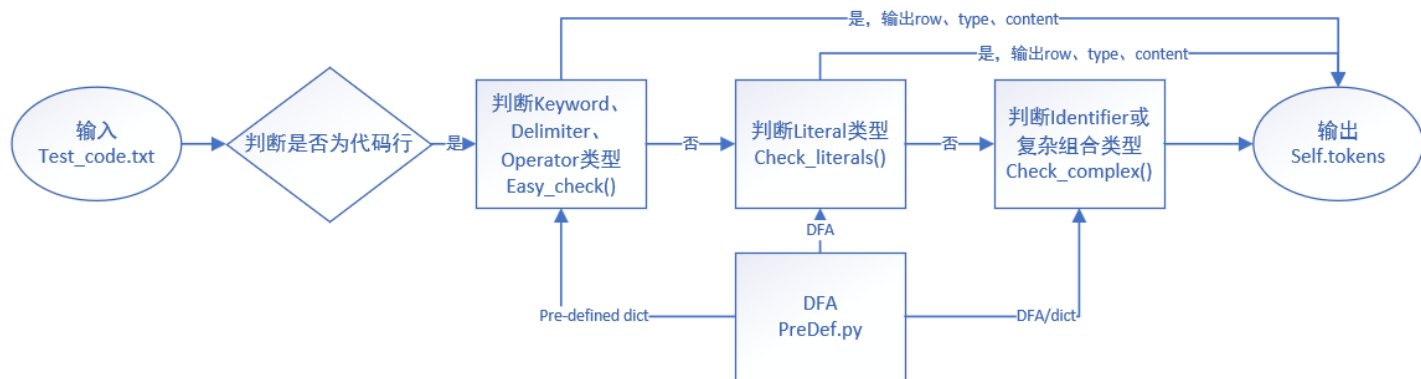 是，输出row、type、content
是，输出row、type、content
输入
Test_code.txt
判断是否为代码行
是
判断Keyword、
Delimiter、
Operator类型
Easy_check()
否
判断Literal类型
Check_literals()
否
判断Identifier或
复杂组合类型
Check_complex()
输出
Self.tokens
DFA
Pre-defined dict
DFA
PreDef.py
DFA/dict